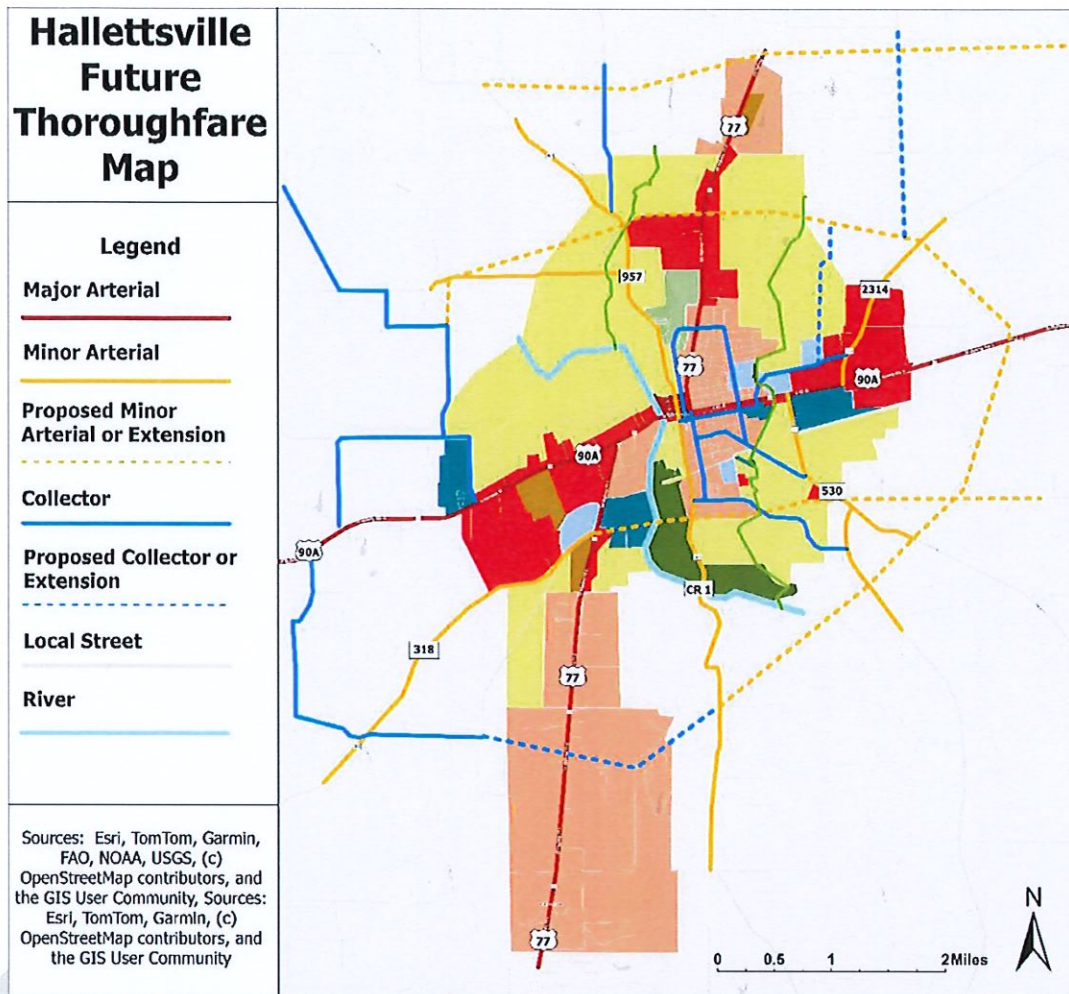 Hallettsville
Future
Thoroughfare
Map
Legend
Major Arterial
Minor Arterial
Proposed Minor
Arterial or Extension
Collector
Proposed Collector or
Extension
Local Street
River
Sources: Esri, TomTom, Garmin,
FAO, NOAA, USGS, (c)
OpenStreetMap contributors, and
the GIS User Community, Sources:
Esri, TomTom, Garmin, (c)
OpenStreetMap contributors, and
the GIS User Community
77
957
2314
77
90A
90A
530
90A
CR 1
318
77
77
N
0 0.5 1 2 Miles